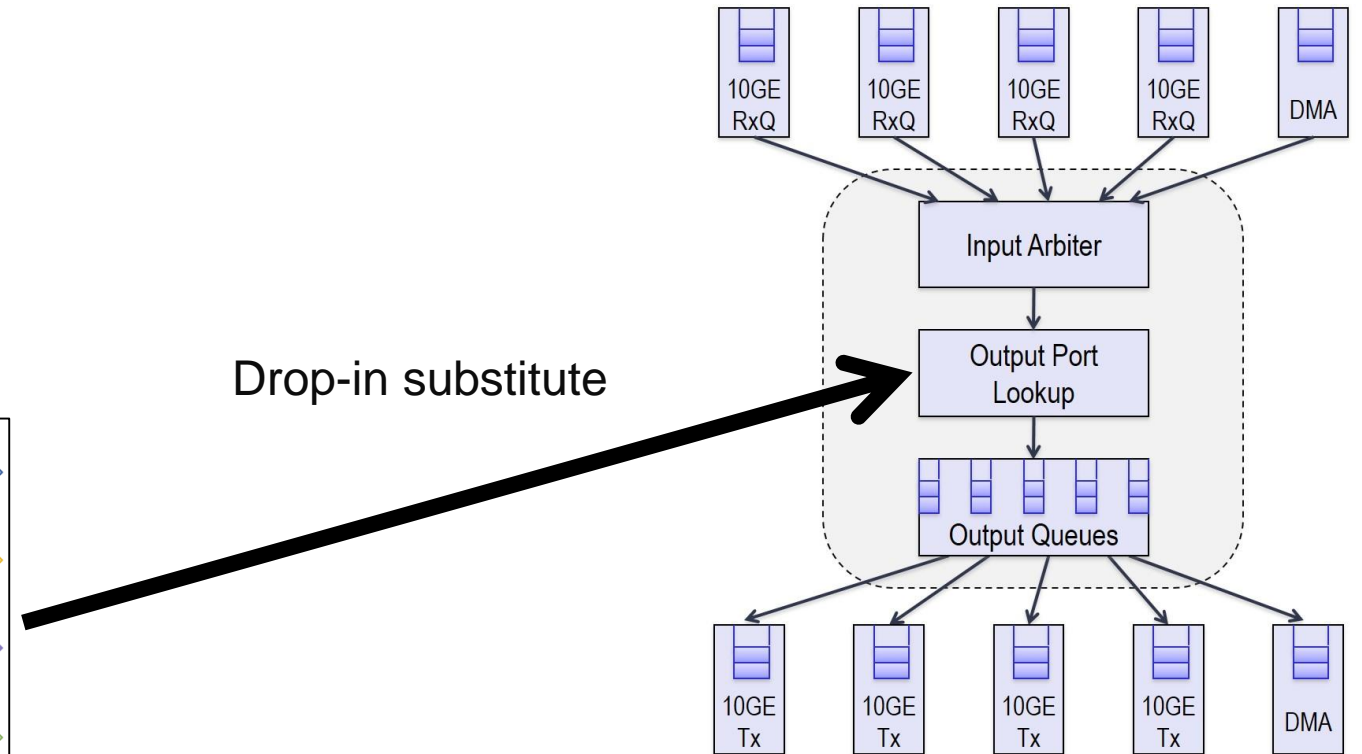 10GE
RxQ
10GE
RxQ
10GE
RxQ
10GE
RxQ
DMA
Input Arbiter
Output Port
Lookup
Drop-in substitute
Output Queues
10GE
Tx
10GE
Tx
10GE
Tx
10GE
Tx
DMA